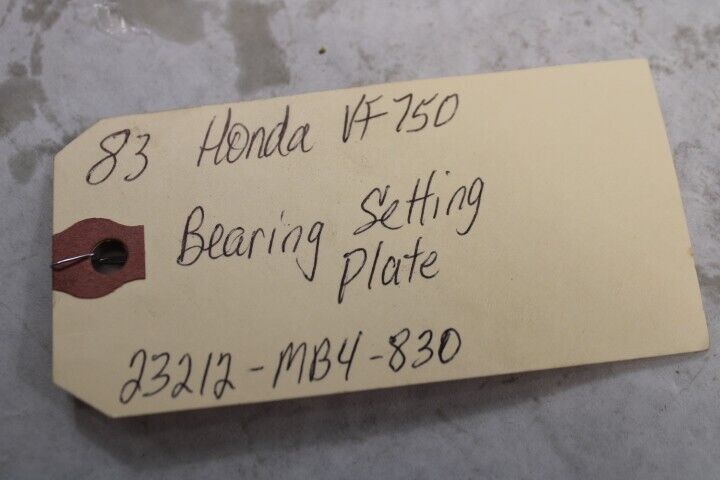 83 Honda VF750
Bearing Setting
Plate
23212-MB4-830